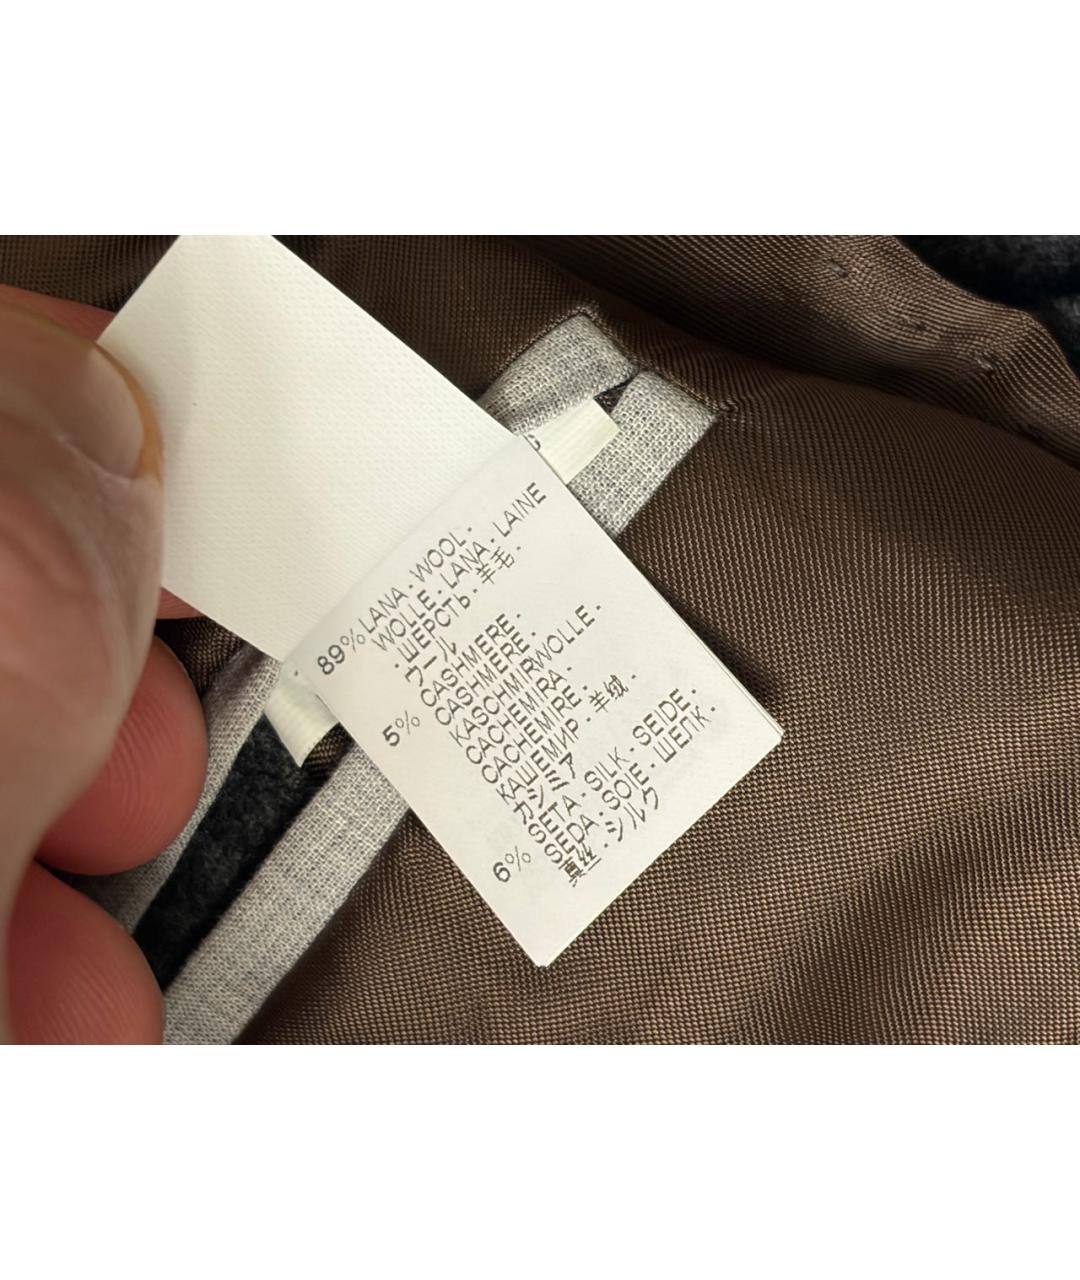 89% LANA - WOOL -
WOLLE - LANA - LAINE
- ШЕРСТЬ - 羊毛 -
ウール
5% CASHMERE -
CASHMERE -
KASCHMIRWOLLE -
CACHEMIRA -
CACHEMIRE -
КАШЕМИР - 羊绒 -
カシミア
6% SETA - SILK - SEIDE -
SEDA - SOIE - ШЕЛК -
真丝 - シルク